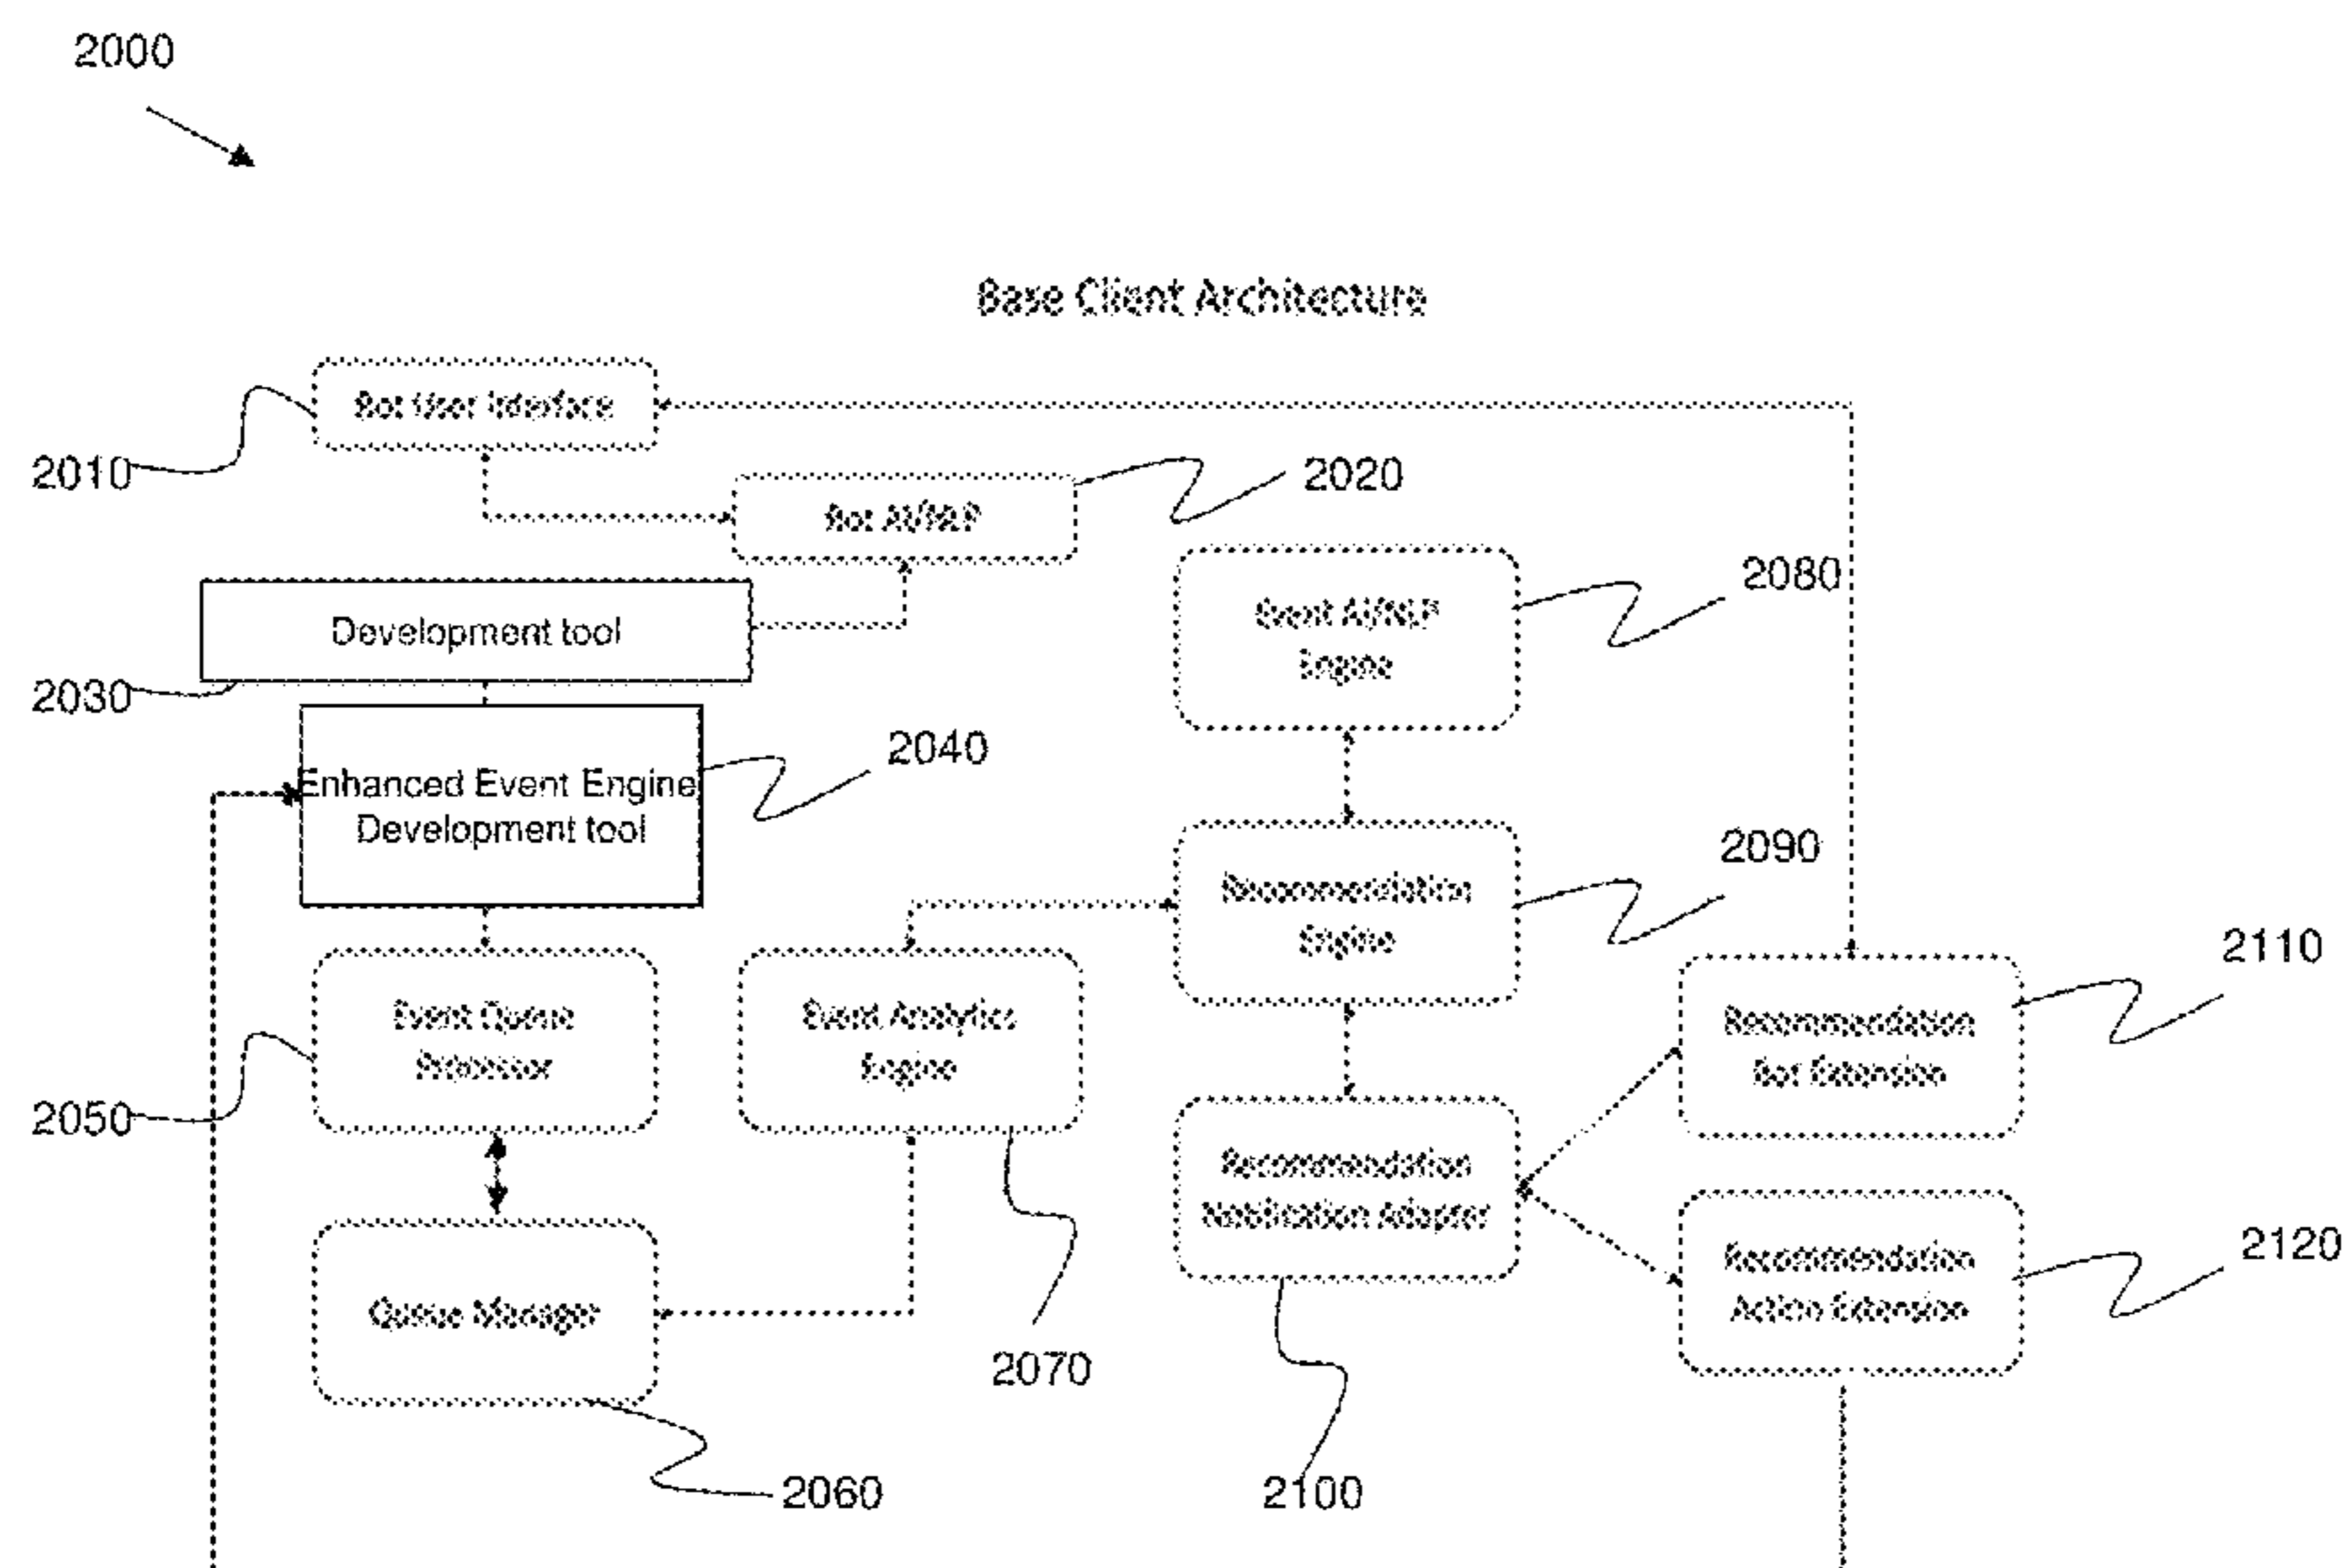 2000
Base Client Architecture
Bot User Interface
2010
2020
Bot AI/NLP
2080
Development tool
Event AI/NLP
Engine
2030
2040
Enhanced Event Engine
Development tool
2090
Recommendation
Engine
2110
Event Queue
Processor
Event Analytics
Engine
Recommendation
Bot Extension
2050
Recommendation
Notification Adapter
2120
Recommendation
Action Extension
Queue Manager
2070
2060
2100